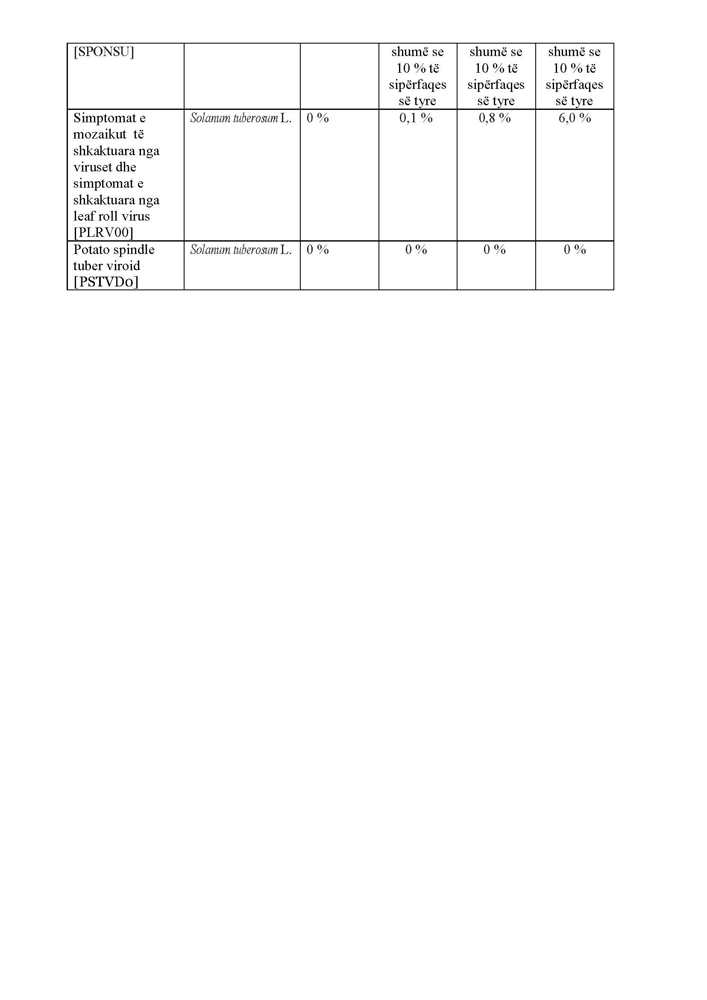 [SPONSU]
shumë se
10 % të
sipërfaqes
së tyre
shumë se
10 % të
sipërfaqes
së tyre
shumë se
10 % të
sipërfaqes
së tyre
Simptomat e
mozaikut  të
shkaktuara nga
viruset dhe
simptomat e
shkaktuara nga
leaf roll virus
[PLRV00]
Solanum tuberosum L.
0 %
0,1 %
0,8 %
6,0 %
Potato spindle
tuber viroid
[PSTVD0]
Solanum tuberosum L.
0 %
0 %
0 %
0 %